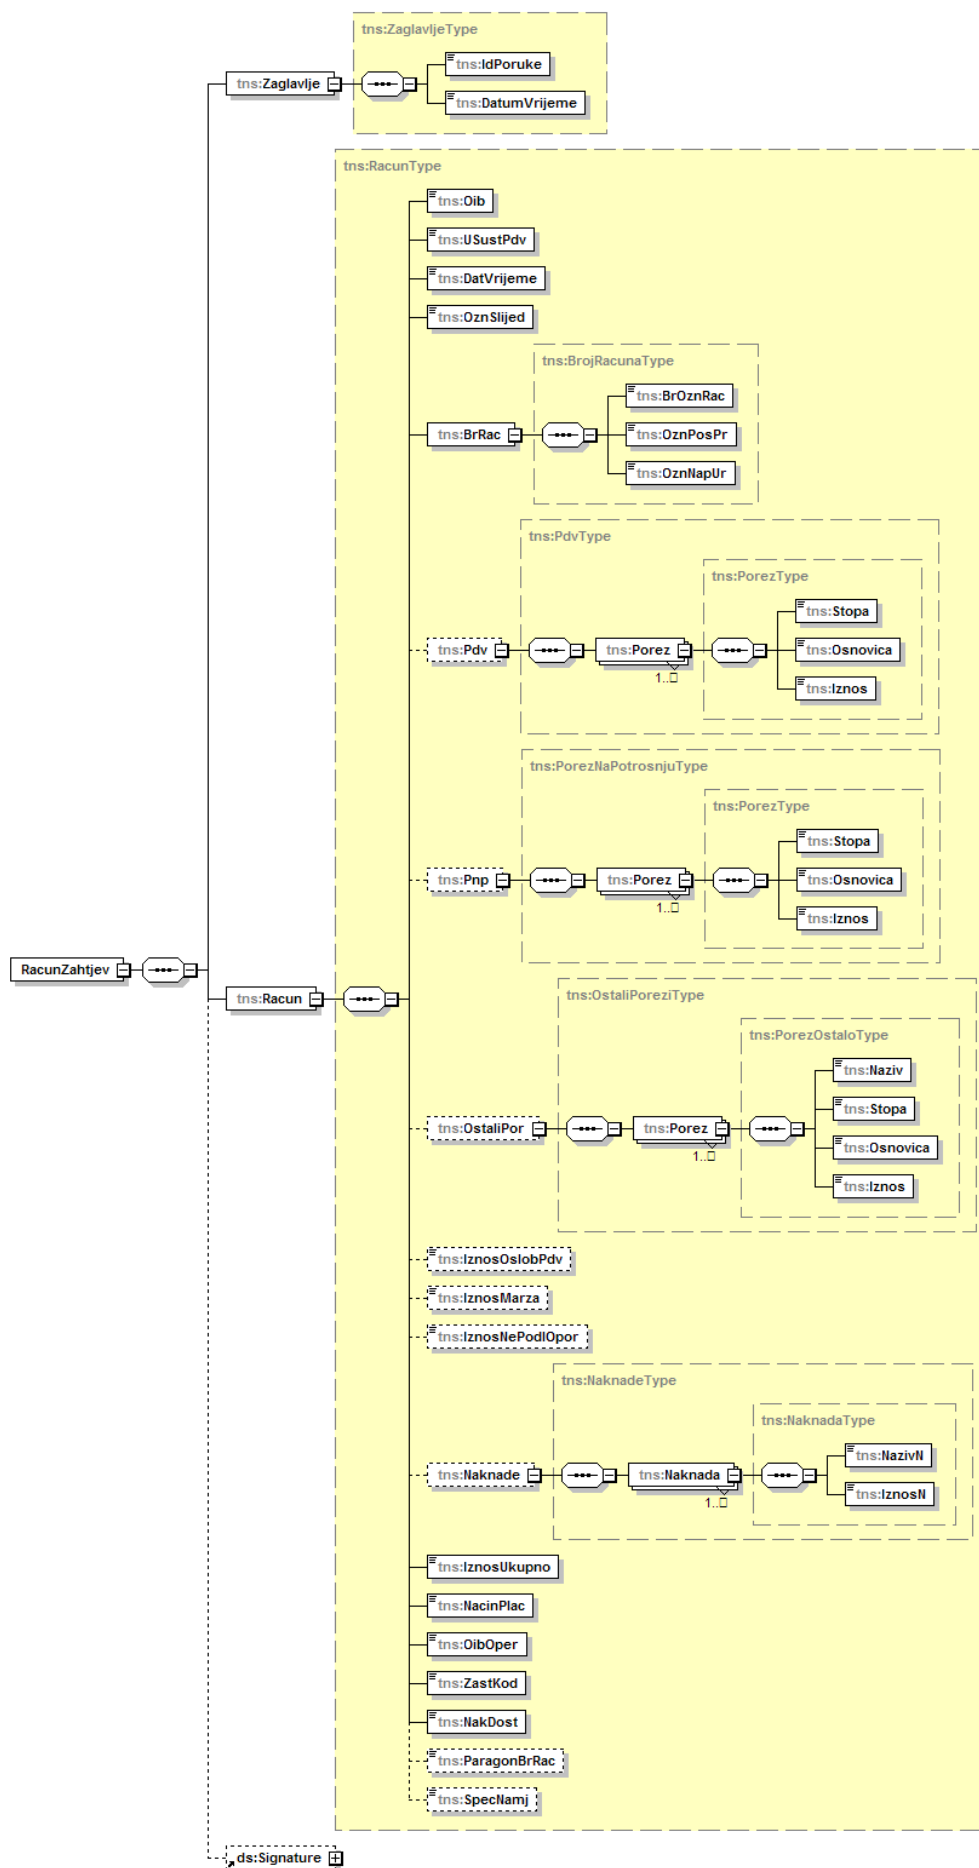 tns:ZaglavljeType
tns:IdPoruke
tns:Zaglavlje
tns:DatumVrijeme
tns:RacunType
tns:Oib
tns:USustPdv
tns:DatVrijeme
tns:OznSlijed
tns:BrojRacunaType
tns:BrOznRac
tns:BrRac
tns:OznPosPr
tns:OznNapUr
tns:PdvType
tns:PorezType
tns:Stopa
tns:Pdv
tns:Porez
tns:Osnovica
1..□
tns:Iznos
tns:PorezNaPotrosnjuType
tns:PorezType
tns:Stopa
tns:Pnp
tns:Porez
tns:Osnovica
1..□
tns:Iznos
RacunZahtjev
tns:Racun
tns:OstaliPoreziType
tns:PorezOstaloType
tns:Naziv
tns:Stopa
tns:OstaliPor
tns:Porez
tns:Osnovica
1..□
tns:Iznos
tns:IznosOslobPdv
tns:IznosMarza
tns:IznosNePodlOpor
tns:NaknadeType
tns:NaknadaType
tns:NazivN
tns:Naknade
tns:Naknada
tns:IznosN
1..□
tns:IznosUkupno
tns:NacinPlac
tns:OibOper
tns:ZastKod
tns:NakDost
tns:ParagonBrRac
tns:SpecNamj
ds:Signature